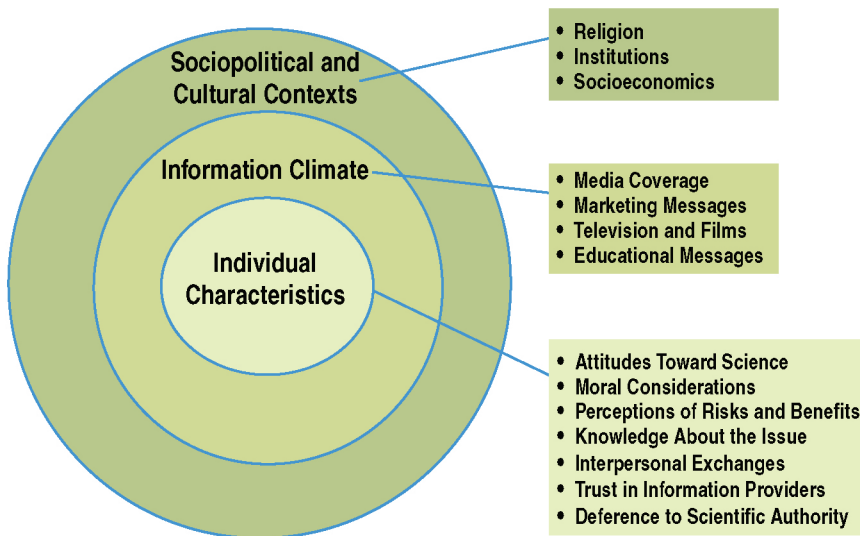 Sociopolitical and
Cultural Contexts
• Religion
• Institutions
• Socioeconomics
Information Climate
• Media Coverage
• Marketing Messages
• Television and Films
• Educational Messages
Individual
Characteristics
• Attitudes Toward Science
• Moral Considerations
• Perceptions of Risks and Benefits
• Knowledge About the Issue
• Interpersonal Exchanges
• Trust in Information Providers
• Deference to Scientific Authority